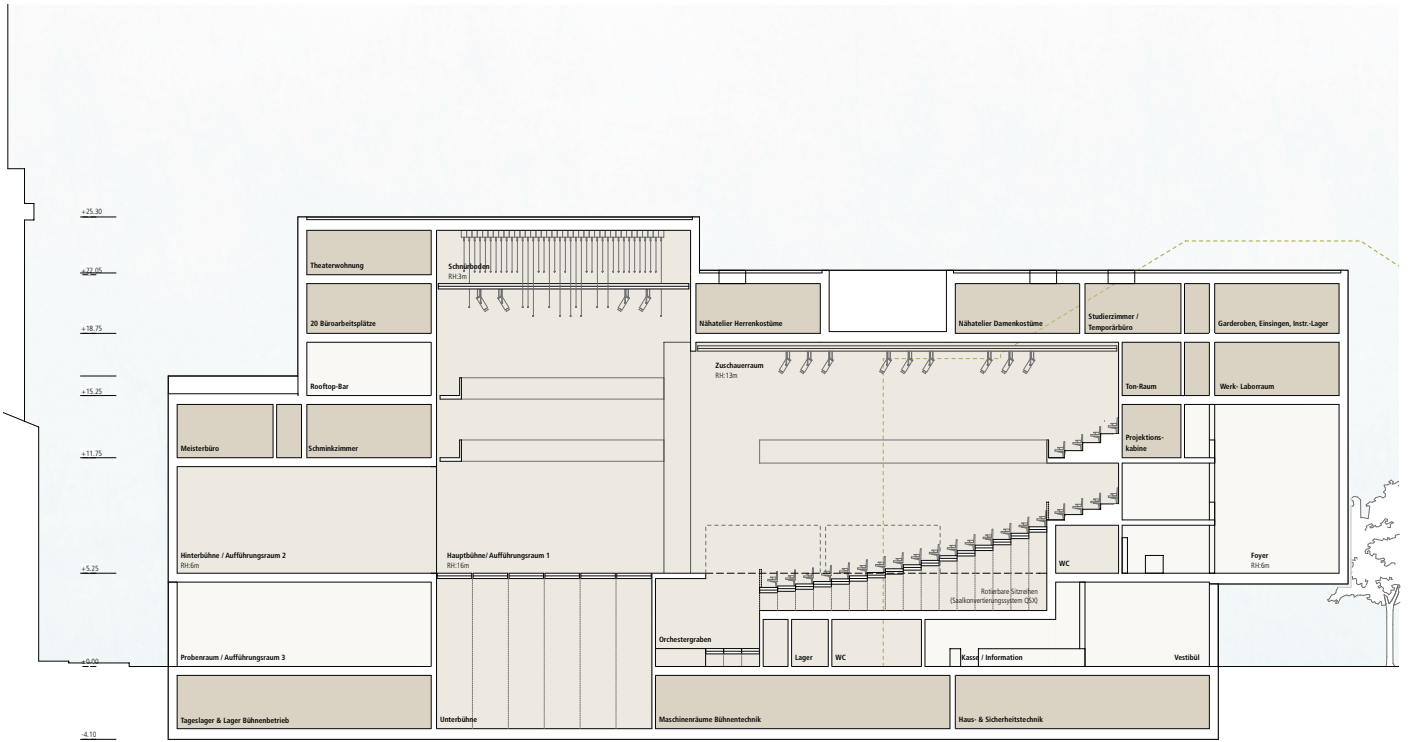 +25.30
Theaterwohnung
Schnürboden
RH:3m
+22.05
20 Büroarbeitsplätze
Nähatelier Herrenkostüme
Nähatelier Damenkostüme
Studierzimmer /
Temporärbüro
Garderoben, Einsingen, Instr.-Lager
+18.75
Rooftop-Bar
Zuschauerraum
RH:13m
Ton-Raum
Werk- Laborraum
+15.25
Meisterbüro
Schminkzimmer
Projektions-
kabine
+11.75
Hinterbühne / Aufführungsraum 2
RH:6m
Hauptbühne/ Aufführungsraum 1
RH:16m
WC
Foyer
RH:6m
+5.25
Rotierbare Sitzreihen
(Saalkonvertierungssystem QSX)
Orchestergraben
Probenraum / Aufführungsraum 3
Lager
WC
Kasse / Information
Vestibül
+0.00
Tageslager & Lager Bühnenbetrieb
Unterbühne
Maschinenräume Bühnentechnik
Haus- & Sicherheitstechnik
-4.10